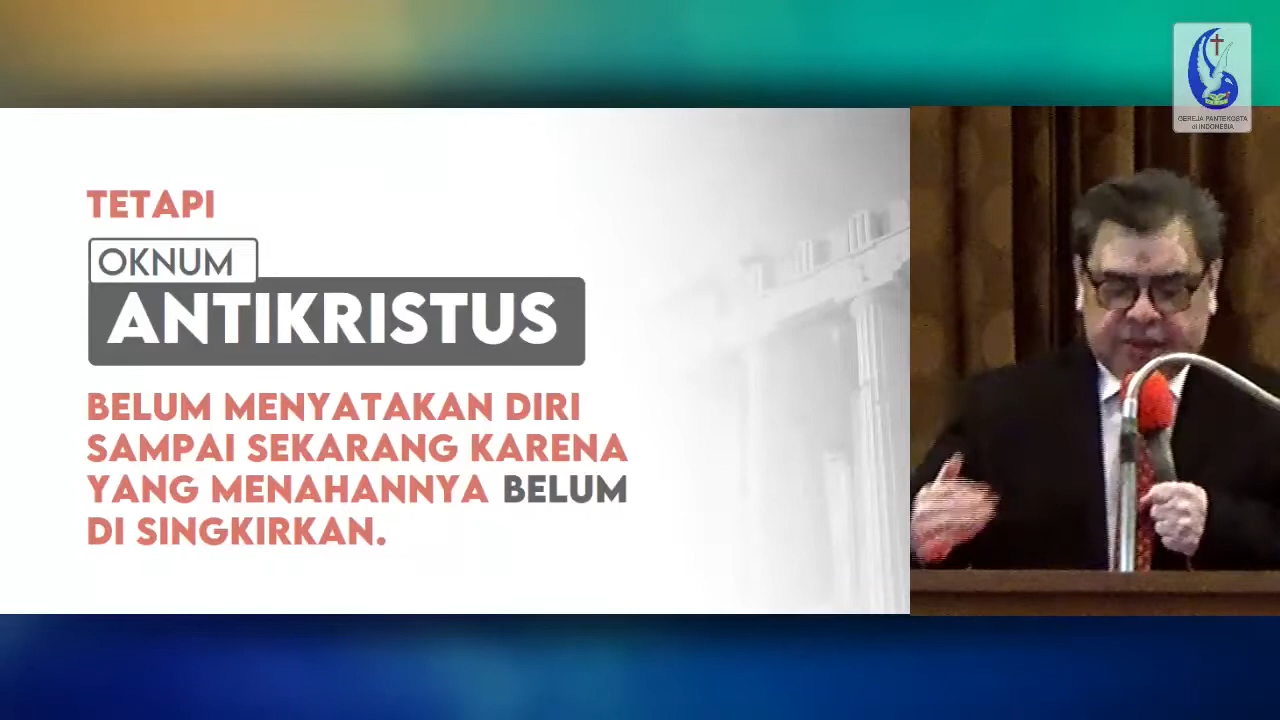 TETAPI
OKNUM
ANTIKRISTUS
BELUM MENYATAKAN DIRI
SAMPAI SEKARANG KARENA
YANG MENAHANNYA BELUM
DI SINGKIRKAN.
GEREJA PANTEKOSTA
di INDONESIA